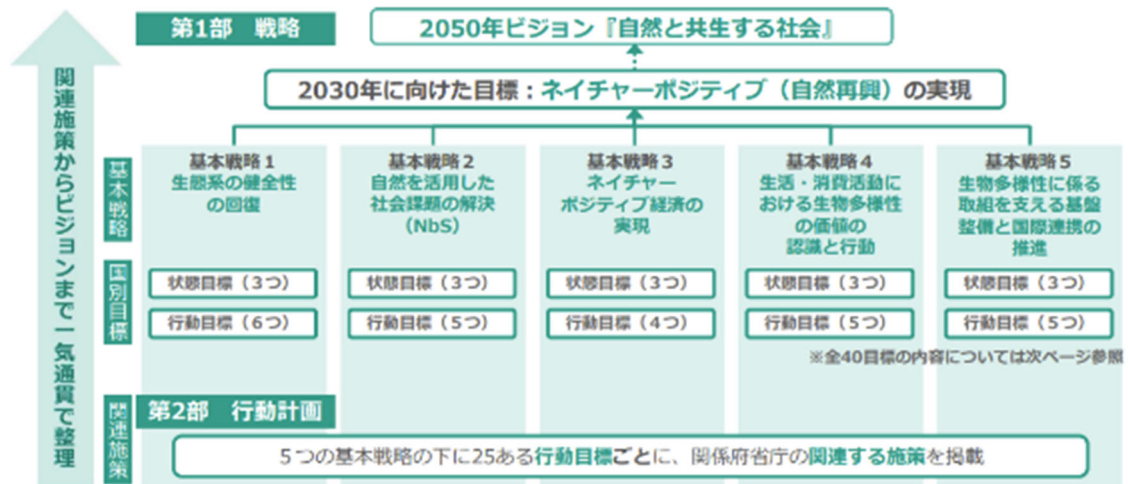 第1部 戦略
2050年ビジョン『自然と共生する社会』
2030年に向けた目標：ネイチャーポジティブ（自然再興）の実現
関連施策からビジョンまで一気通貫で整理
基本戦略
基本戦略1
生態系の健全性
の回復
基本戦略2
自然を活用した
社会課題の解決
（NbS）
基本戦略3
ネイチャー
ポジティブ経済の
実現
基本戦略4
生活・消費活動に
おける生物多様性
の価値の
認識と行動
基本戦略5
生物多様性に係る
取組を支える基盤
整備と国際連携の
推進
国別目標
状態目標（3つ）
状態目標（3つ）
状態目標（3つ）
状態目標（3つ）
状態目標（3つ）
行動目標（6つ）
行動目標（5つ）
行動目標（4つ）
行動目標（5つ）
行動目標（5つ）
※全40目標の内容については次ページ参照
関連施策
第2部 行動計画
5つの基本戦略の下に25ある行動目標ごとに、関係府省庁の関連する施策を掲載